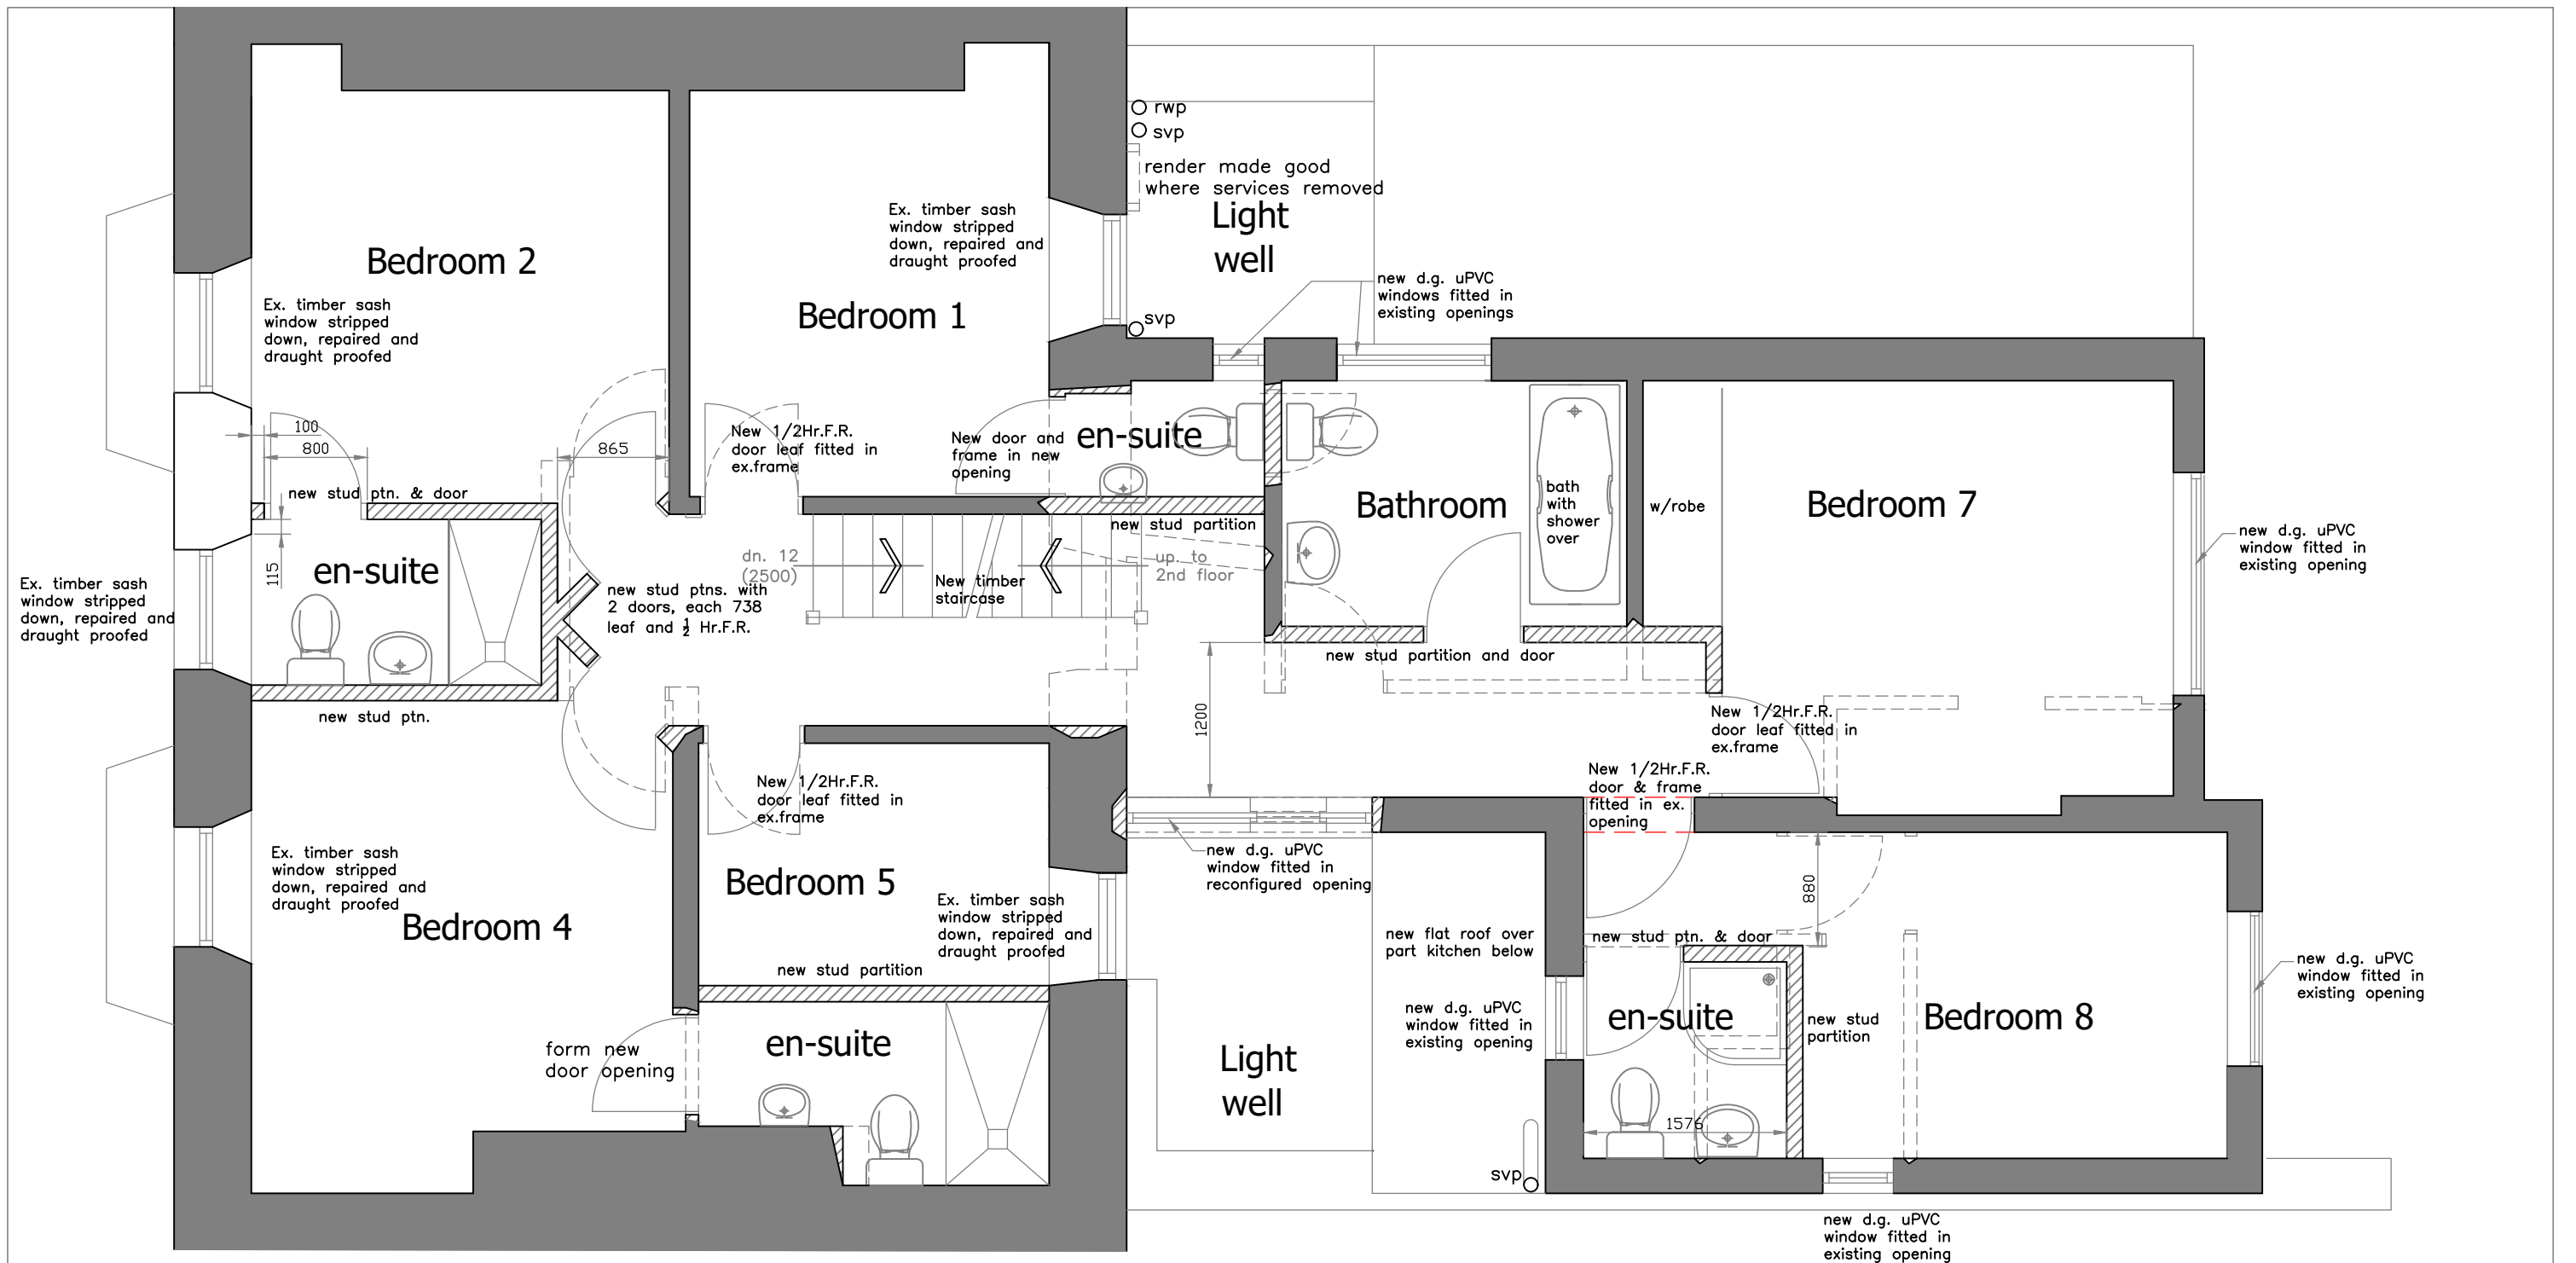 rwp
svp
render made good
where services removed
Light
well
Ex. timber sash
window stripped
down, repaired and
draught proofed
Bedroom 2
Ex. timber sash
window stripped
down, repaired and
draught proofed
Bedroom 1
svp
new d.g. uPVC
windows fitted in
existing openings
100
800
865
New 1/2Hr.F.R.
door leaf fitted in
ex.frame
New door and
frame in new
opening
en-suite
new stud ptn. & door
new stud partition
Bathroom
bath
with
shower
over
w/robe
Bedroom 7
new d.g. uPVC
window fitted in
existing opening
115
en-suite
Ex. timber sash
window stripped
down, repaired and
draught proofed
new stud ptns. with
2 doors, each 738
leaf and ½ Hr.F.R.
dn. 12
(2500)
New timber
staircase
up. to
2nd floor
new stud partition and door
new stud ptn.
1200
New 1/2Hr.F.R.
door leaf fitted in
ex.frame
New 1/2Hr.F.R.
door & frame
fitted in ex.
opening
New 1/2Hr.F.R.
door leaf fitted in
ex.frame
Ex. timber sash
window stripped
down, repaired and
draught proofed
Bedroom 4
Bedroom 5
Ex. timber sash
window stripped
down, repaired and
draught proofed
new stud partition
new d.g. uPVC
window fitted in
reconfigured opening
880
new flat roof over
part kitchen below
new stud ptn. & door
new d.g. uPVC
window fitted in
existing opening
new d.g. uPVC
window fitted in
existing opening
en-suite
new stud
partition
Bedroom 8
form new
door opening
en-suite
Light
well
1576
svp
new d.g. uPVC
window fitted in
existing opening